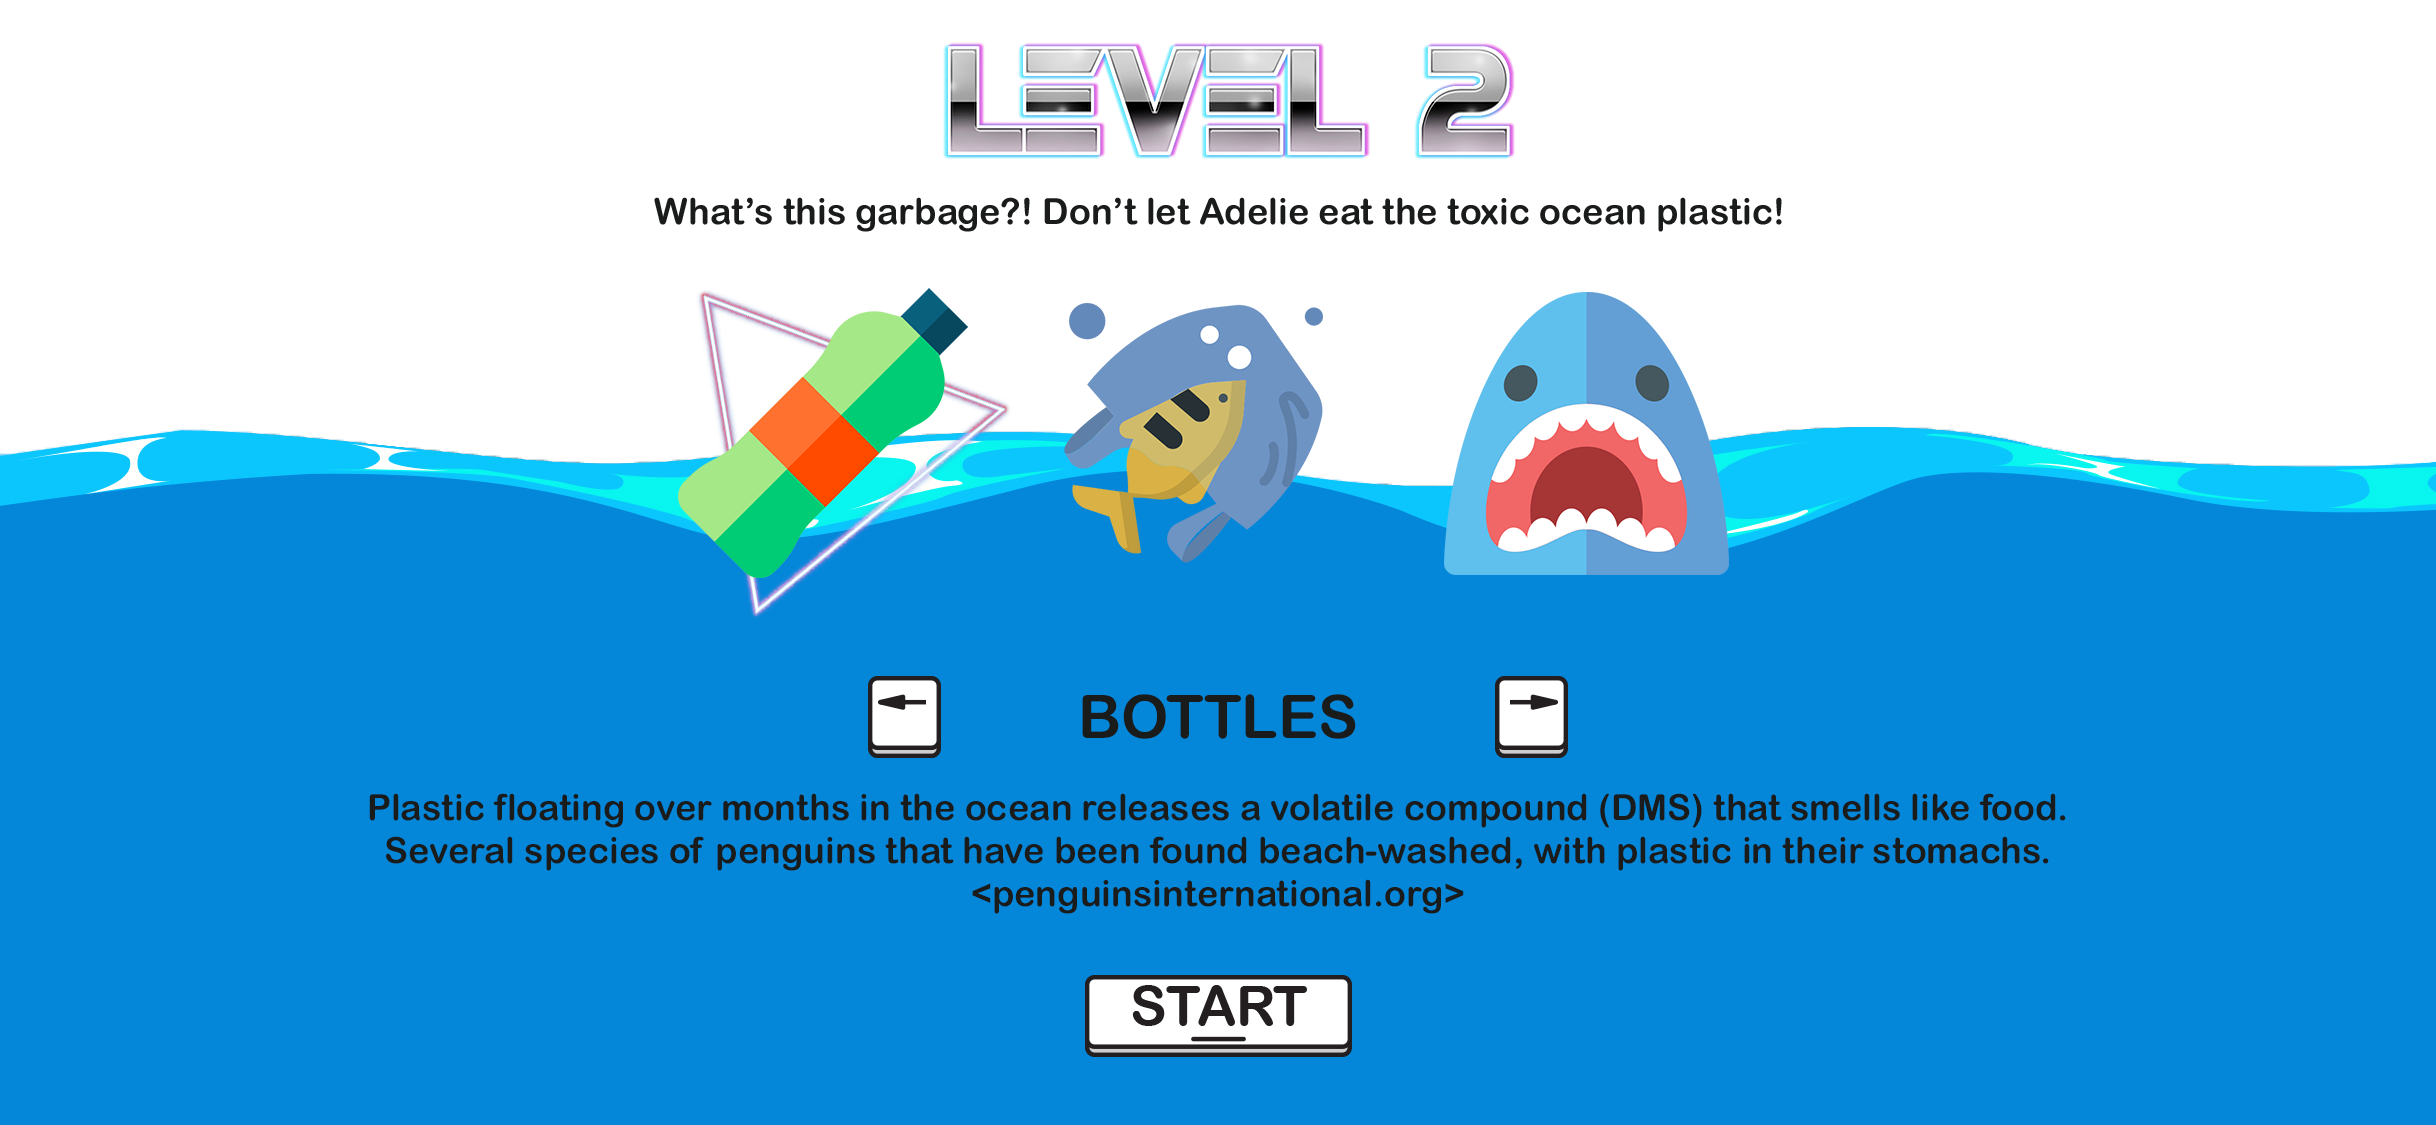 LEVEL 2
What's this garbage?! Don't let Adelie eat the toxic ocean plastic!
BOTTLES
Plastic floating over months in the ocean releases a volatile compound (DMS) that smells like food.
Several species of penguins that have been found beach-washed, with plastic in their stomachs.
<penguinsinternational.org>
START